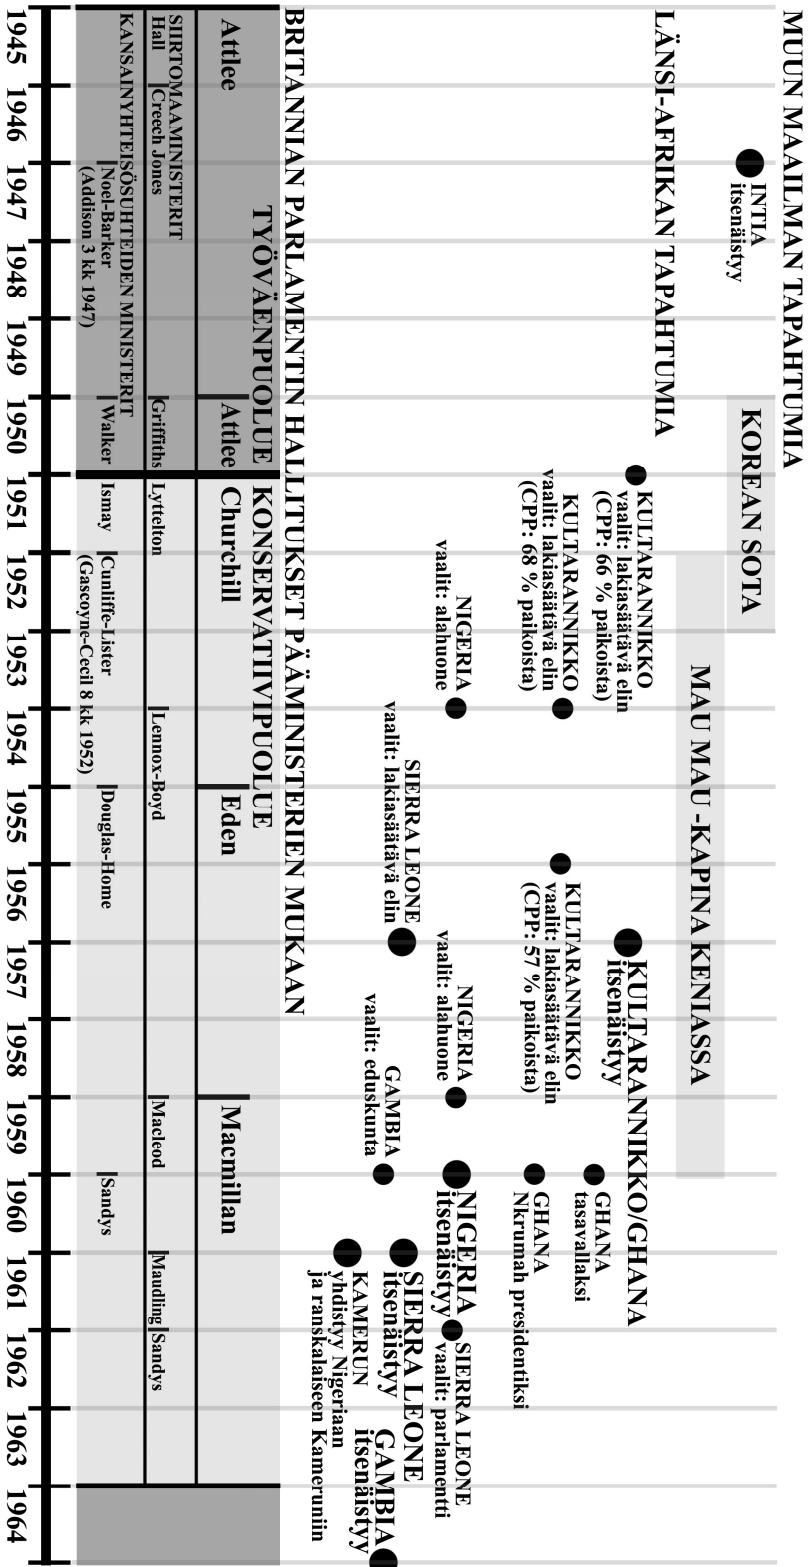 MUUN MAAILMAN TAPAHTUMIA
INTIA
itsenäistyy
KOREAN SOTA
MAU MAU -KAPINA KENIASSA
LÄNSI-AFRIKAN TAPAHTUMIA
KULTARANNIKKO
vaalit: lakiasäätävä elin
(CPP: 66 % paikoista)
KULTARANNIKKO/GHANA
itsenäistyy
GHANA
tasavallaksi
KULTARANNIKKO
vaalit: lakiasäätävä elin
(CPP: 68 % paikoista)
KULTARANNIKKO
vaalit: lakiasäätävä elin
(CPP: 57 % paikoista)
GHANA
Nkrumah presidentiksi
NIGERIA
vaalit: alahuone
NIGERIA
vaalit: alahuone
NIGERIA
itsenäistyy
SIERRA LEONE
vaalit: parlamentti
SIERRA LEONE
vaalit: lakiasäätävä elin
SIERRA LEONE
itsenäistyy
GAMBIA
vaalit: eduskunta
GAMBIA
itsenäistyy
KAMERUN
yhdistyy Nigeriaan
ja ranskalaiseen Kameruniin
BRITANNIAN PARLAMENTIN HALLITUKSET PÄÄMINISTERIEN MUKAAN
TYÖVÄENPUOLUE KONSERVATIIVIPUOLUE
Attlee Attlee Churchill Eden Macmillan
SIIRTOMAAMINISTERIT
Hall Creech Jones Griffiths Lyttelton Lennox-Boyd Macleod Maudling Sandys
KANSAINYHTEISÖSUHTEIDEN MINISTERIT
Noel-Barker Walker Ismay Cunliffe-Lister Douglas-Home Sandys
(Addison 3 kk 1947) (Gascoyne-Cecil 8 kk 1952)
1945 1946 1947 1948 1949 1950 1951 1952 1953 1954 1955 1956 1957 1958 1959 1960 1961 1962 1963 1964